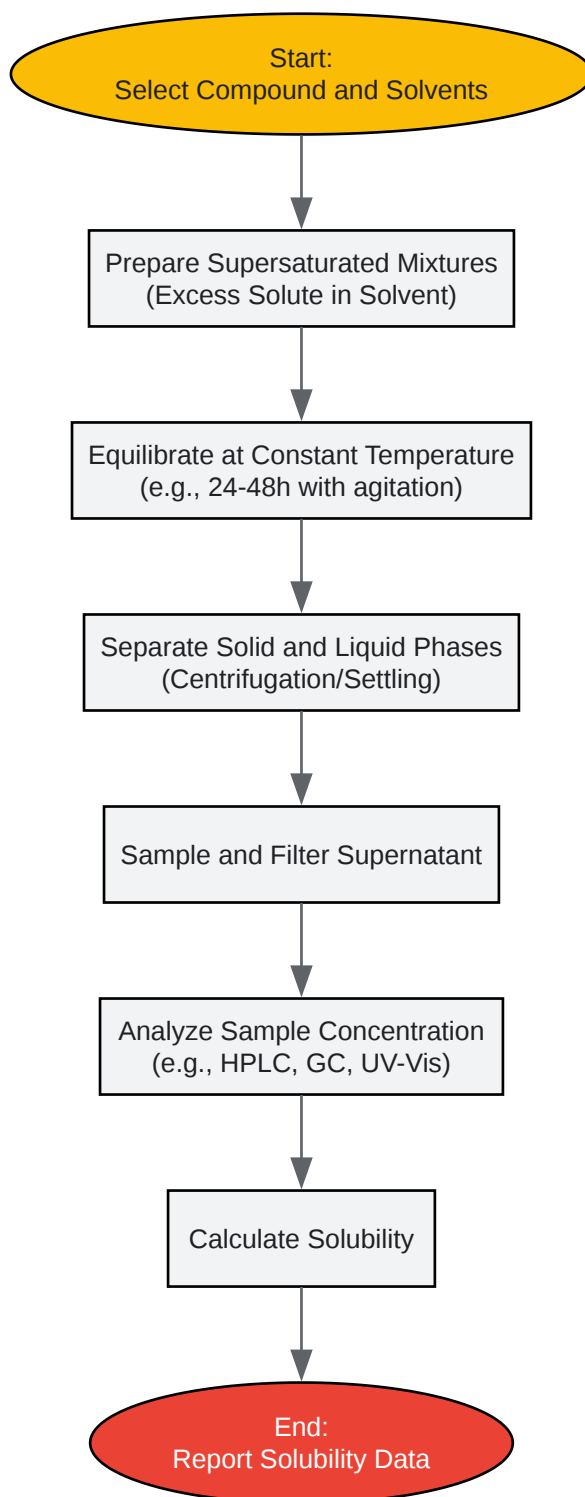 Start:
Select Compound and Solvents
Prepare Supersaturated Mixtures
(Excess Solute in Solvent)
Equilibrate at Constant Temperature
(e.g., 24-48h with agitation)
Separate Solid and Liquid Phases
(Centrifugation/Settling)
Sample and Filter Supernatant
Analyze Sample Concentration
(e.g., HPLC, GC, UV-Vis)
Calculate Solubility
End:
Report Solubility Data